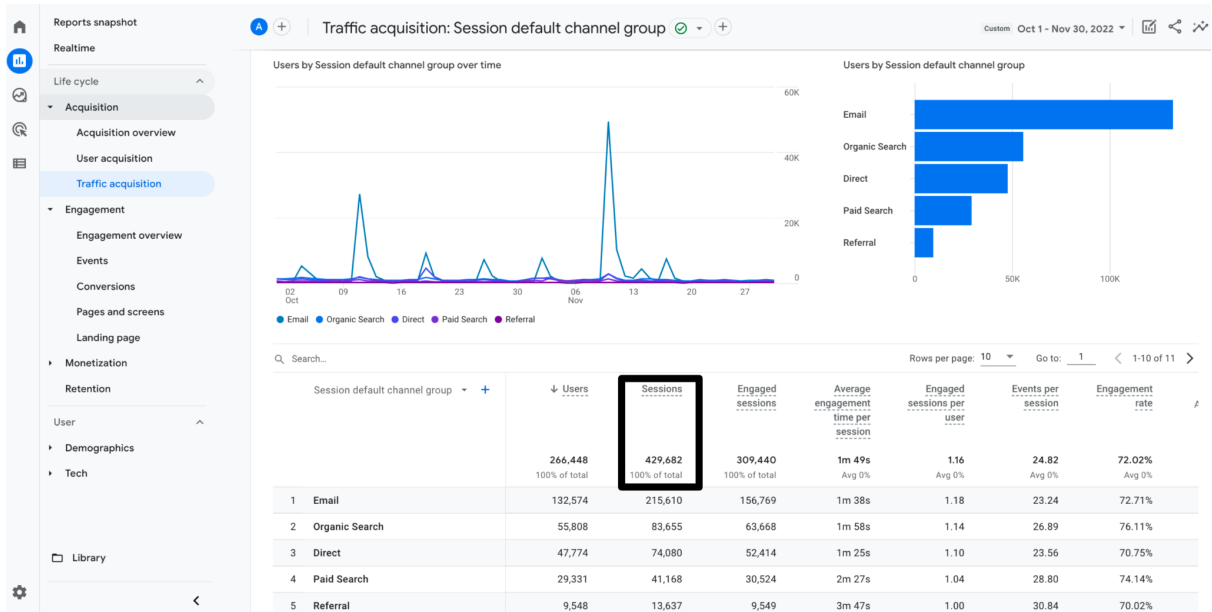 Reports snapshot
Realtime
Life cycle
Acquisition
Acquisition overview
User acquisition
Traffic acquisition
Engagement
Engagement overview
Events
Conversions
Pages and screens
Landing page
Monetization
Retention
User
Demographics
Tech
Library
A
Traffic acquisition: Session default channel group
Custom Oct 1 - Nov 30, 2022
Users by Session default channel group over time
60K
40K
20K
0
02 09 16 23 30 06 13 20 27
Oct Nov
Email Organic Search Direct Paid Search Referral
Users by Session default channel group
Email
Organic Search
Direct
Paid Search
Referral
0 50K 100K
Search... Rows per page: 10 Go to: 1 1-10 of 11
Session default channel group Users Sessions Engaged Average Engaged Events per Engagement
sessions engagement sessions per session rate
time per user
session
266,448 429,682 309,440 1m 49s 1.16 24.82 72.02%
100% of total 100% of total 100% of total Avg 0% Avg 0% Avg 0% Avg 0%
1 Email 132,574 215,610 156,769 1m 38s 1.18 23.24 72.71%
2 Organic Search 55,808 83,655 63,668 1m 58s 1.14 26.89 76.11%
3 Direct 47,774 74,080 52,414 1m 25s 1.10 23.56 70.75%
4 Paid Search 29,331 41,168 30,524 2m 27s 1.04 28.80 74.14%
5 Referral 9,548 13,637 9,549 3m 47s 1.00 30.84 70.02%